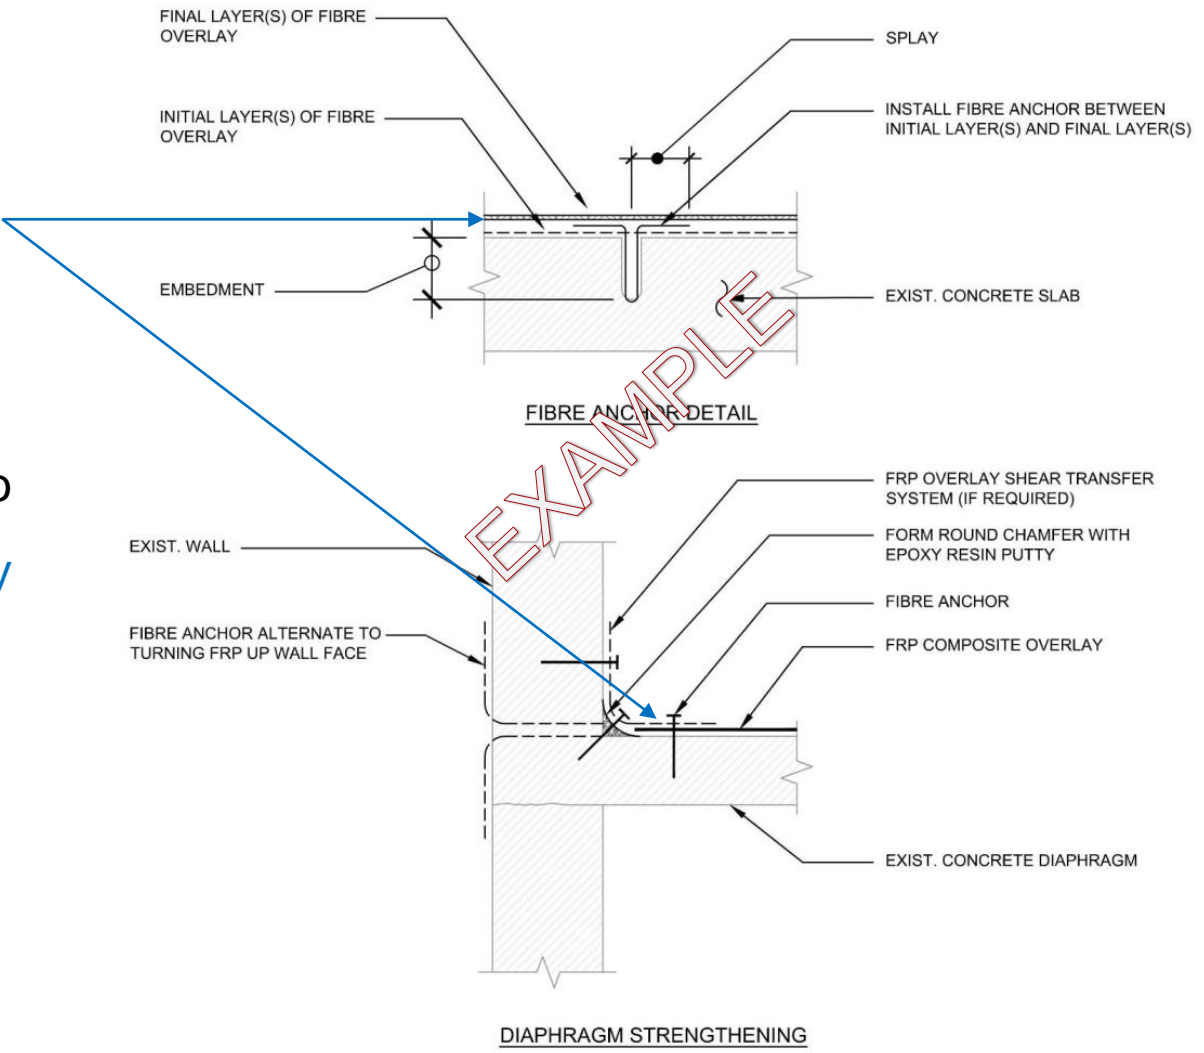 FINAL LAYER(S) OF FIBRE
OVERLAY
SPLAY
INITIAL LAYER(S) OF FIBRE
OVERLAY
INSTALL FIBRE ANCHOR BETWEEN
INITIAL LAYER(S) AND FINAL LAYER(S)
EMBEDMENT
EXIST. CONCRETE SLAB
FIBRE ANCHOR DETAIL
EXAMPLE
FRP OVERLAY SHEAR TRANSFER
SYSTEM (IF REQUIRED)
EXIST. WALL
FORM ROUND CHAMFER WITH
EPOXY RESIN PUTTY
FIBRE ANCHOR
FIBRE ANCHOR ALTERNATE TO
TURNING FRP UP WALL FACE
FRP COMPOSITE OVERLAY
EXIST. CONCRETE DIAPHRAGM
DIAPHRAGM STRENGTHENING